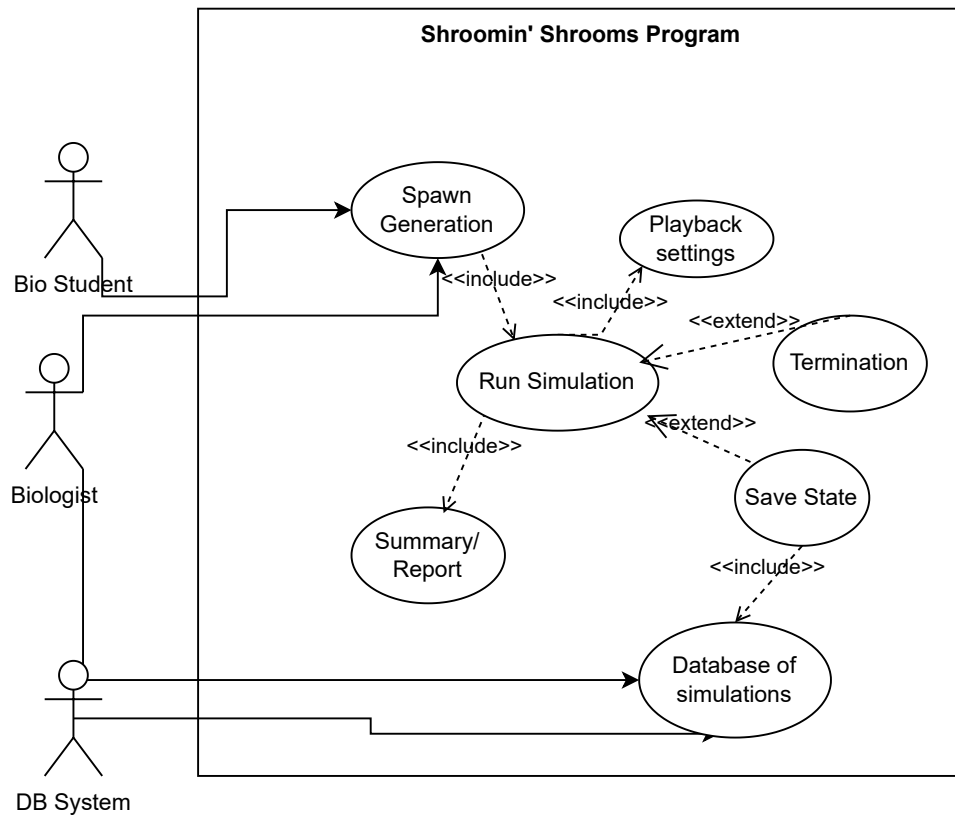 Shroomin' Shrooms Program
Bio Student
Spawn
Generation
Playback
settings
<<include>>
<<include>>
<<extend>>
Termination
Run Simulation
Biologist
<<include>>
<<extend>>
Save State
Summary/
Report
<<include>>
Database of
simulations
DB System